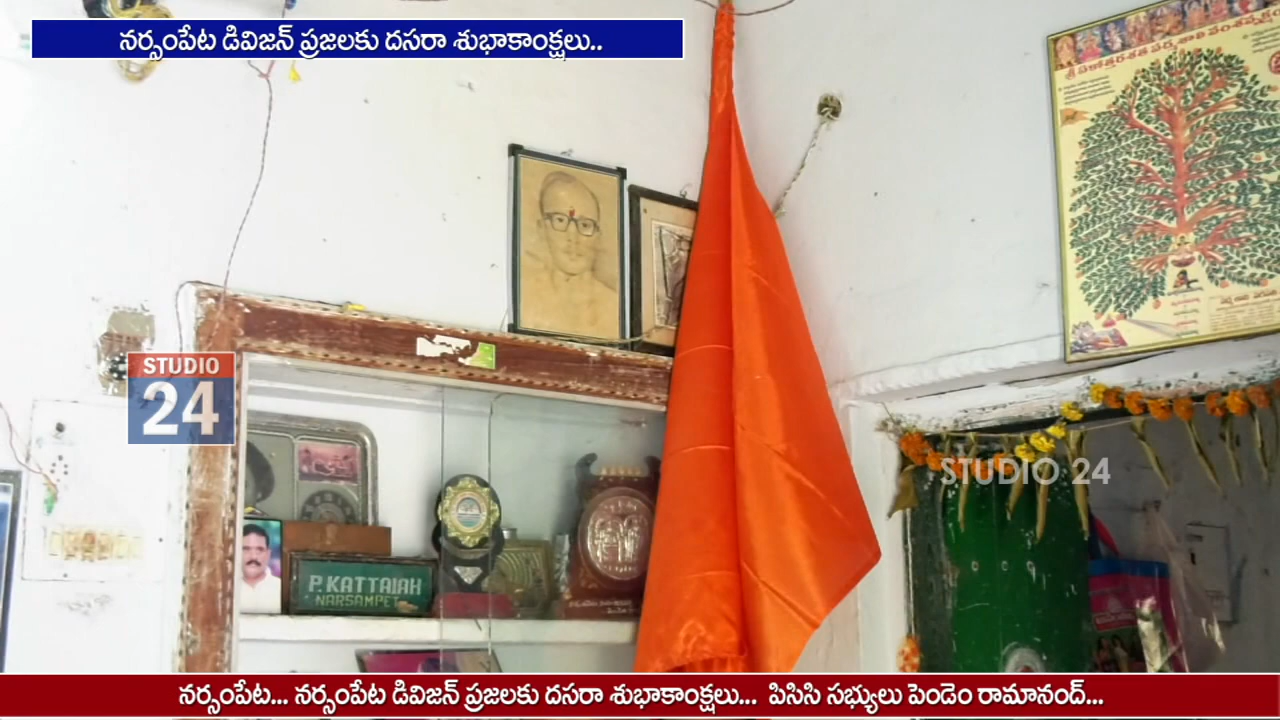 నర్సంపేట డివిజన్ ప్రజలకు దసరా శుభాకాంక్షలు..
STUDIO
24
P. KATTAIAH
NARSAMPET
STUDIO 24
నర్సంపేట... నర్సంపేట డివిజన్ ప్రజలకు దసరా శుభాకాంక్షలు... పిసిసి సభ్యులు పెండెం రామానంద్...